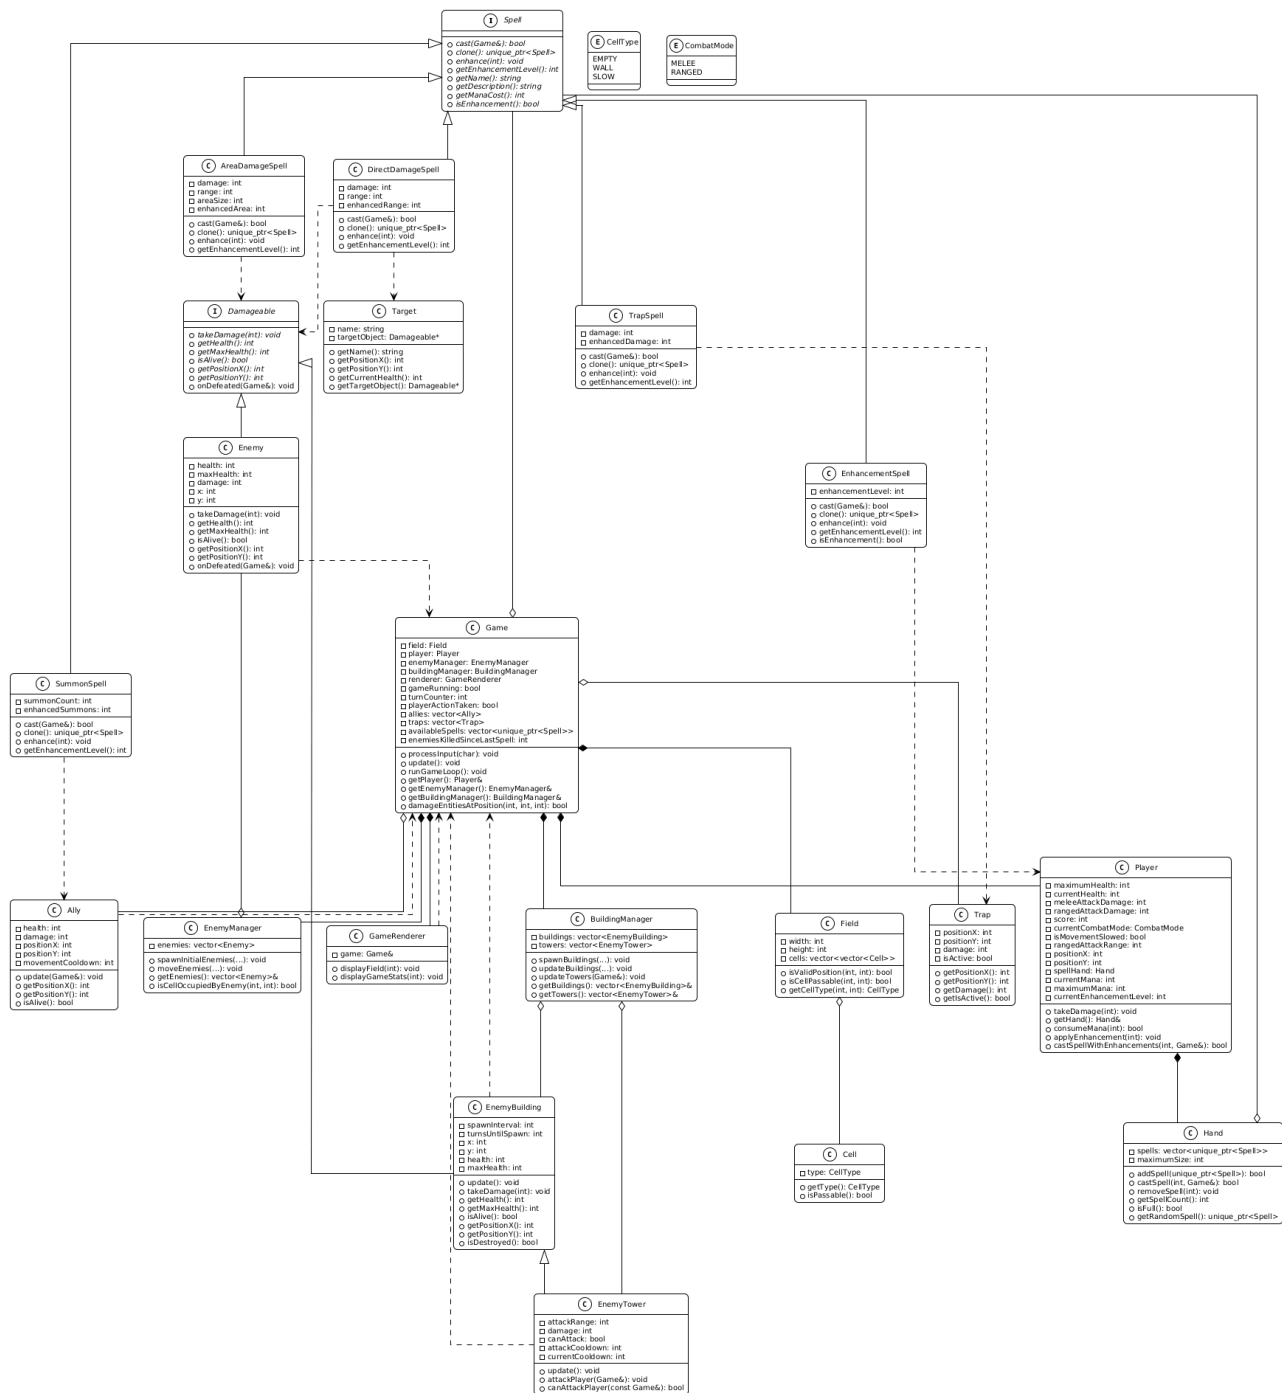 I Spell
cast(Game&): bool
clone(): unique_ptr<Spell>
enhance(int): void
getEnhancementLevel(): int
getName(): string
getDescription(): string
getManaCost(): int
isEnhancement(): bool
E CellType
EMPTY
WALL
SLOW
E CombatMode
MELEE
RANGED
C AreaDamageSpell
damage: int
range: int
areaSize: int
enhancedArea: int
cast(Game&): bool
clone(): unique_ptr<Spell>
enhance(int): void
getEnhancementLevel(): int
C DirectDamageSpell
damage: int
range: int
enhancedRange: int
cast(Game&): bool
clone(): unique_ptr<Spell>
enhance(int): void
getEnhancementLevel(): int
I Damageable
takeDamage(int): void
getHealth(): int
getMaxHealth(): int
isAlive(): bool
getPositionX(): int
getPositionY(): int
onDefeated(Game&): void
C Target
name: string
targetObject: Damageable*
getName(): string
getPositionX(): int
getPositionY(): int
getCurrentHealth(): int
getTargetObject(): Damageable*
C TrapSpell
damage: int
enhancedDamage: int
cast(Game&): bool
clone(): unique_ptr<Spell>
enhance(int): void
getEnhancementLevel(): int
C Enemy
health: int
maxHealth: int
damage: int
x: int
y: int
takeDamage(int): void
getHealth(): int
getMaxHealth(): int
isAlive(): bool
getPositionX(): int
getPositionY(): int
onDefeated(Game&): void
C EnhancementSpell
enhancementLevel: int
cast(Game&): bool
clone(): unique_ptr<Spell>
enhance(int): void
getEnhancementLevel(): int
isEnhancement(): bool
C Game
field: Field
player: Player
enemyManager: EnemyManager
buildingManager: BuildingManager
renderer: GameRenderer
gameRunning: bool
turnCounter: int
playerActionTaken: bool
allies: vector<Ally>
traps: vector<Trap>
availableSpells: vector<unique_ptr<Spell>>
enemiesKilledSinceLastSpell: int
processInput(char): void
update(): void
runGameLoop(): void
getPlayer(): Player&
getEnemyManager(): EnemyManager&
getBuildingManager(): BuildingManager&
damageEntitiesAtPosition(int, int, int): bool
C SummonSpell
summonCount: int
enhancedSummons: int
cast(Game&): bool
clone(): unique_ptr<Spell>
enhance(int): void
getEnhancementLevel(): int
C Ally
health: int
damage: int
positionX: int
positionY: int
movementCooldown: int
update(Game&): void
getPositionX(): int
getPositionY(): int
isAlive(): bool
C EnemyManager
enemies: vector<Enemy>
spawnInitialEnemies(...): void
moveEnemies(...): void
getEnemies(): vector<Enemy>&
isCellOccupiedByEnemy(int, int): bool
C GameRenderer
game: Game&
displayField(int): void
displayGameStats(int): void
C BuildingManager
buildings: vector<EnemyBuilding>
towers: vector<EnemyTower>
spawnBuildings(...): void
updateBuildings(...): void
updateTowers(Game&): void
getBuildings(): vector<EnemyBuilding>&
getTowers(): vector<EnemyTower>&
C Field
width: int
height: int
cells: vector<vector<Cell>>
isValidPosition(int, int): bool
isCellPassable(int, int): bool
getCellType(int, int): CellType
C Trap
positionX: int
positionY: int
damage: int
isActive: bool
getPositionX(): int
getPositionY(): int
getDamage(): int
getIsActive(): bool
C Player
maximumHealth: int
currentHealth: int
meleeAttackDamage: int
rangedAttackDamage: int
score: int
currentCombatMode: CombatMode
isMovementSlowed: bool
rangedAttackRange: int
positionX: int
positionY: int
spellHand: Hand
currentMana: int
maximumMana: int
currentEnhancementLevel: int
takeDamage(int): void
getHand(): Hand&
consumeMana(int): bool
applyEnhancement(int): void
castSpellWithEnhancements(int, Game&): bool
C EnemyBuilding
spawnInterval: int
turnsUntilSpawn: int
x: int
y: int
health: int
maxHealth: int
update(): void
takeDamage(int): void
getHealth(): int
getMaxHealth(): int
isAlive(): bool
getPositionX(): int
getPositionY(): int
isDestroyed(): bool
C Cell
type: CellType
getType(): CellType
isPassable(): bool
C Hand
spells: vector<unique_ptr<Spell>>
maximumSize: int
addSpell(unique_ptr<Spell>): bool
castSpell(int, Game&): bool
removeSpell(int): void
getSpellCount(): int
isFull(): bool
getRandomSpell(): unique_ptr<Spell>
C EnemyTower
attackRange: int
damage: int
canAttack: bool
attackCooldown: int
currentCooldown: int
update(): void
attackPlayer(Game&): void
canAttackPlayer(const Game&): bool